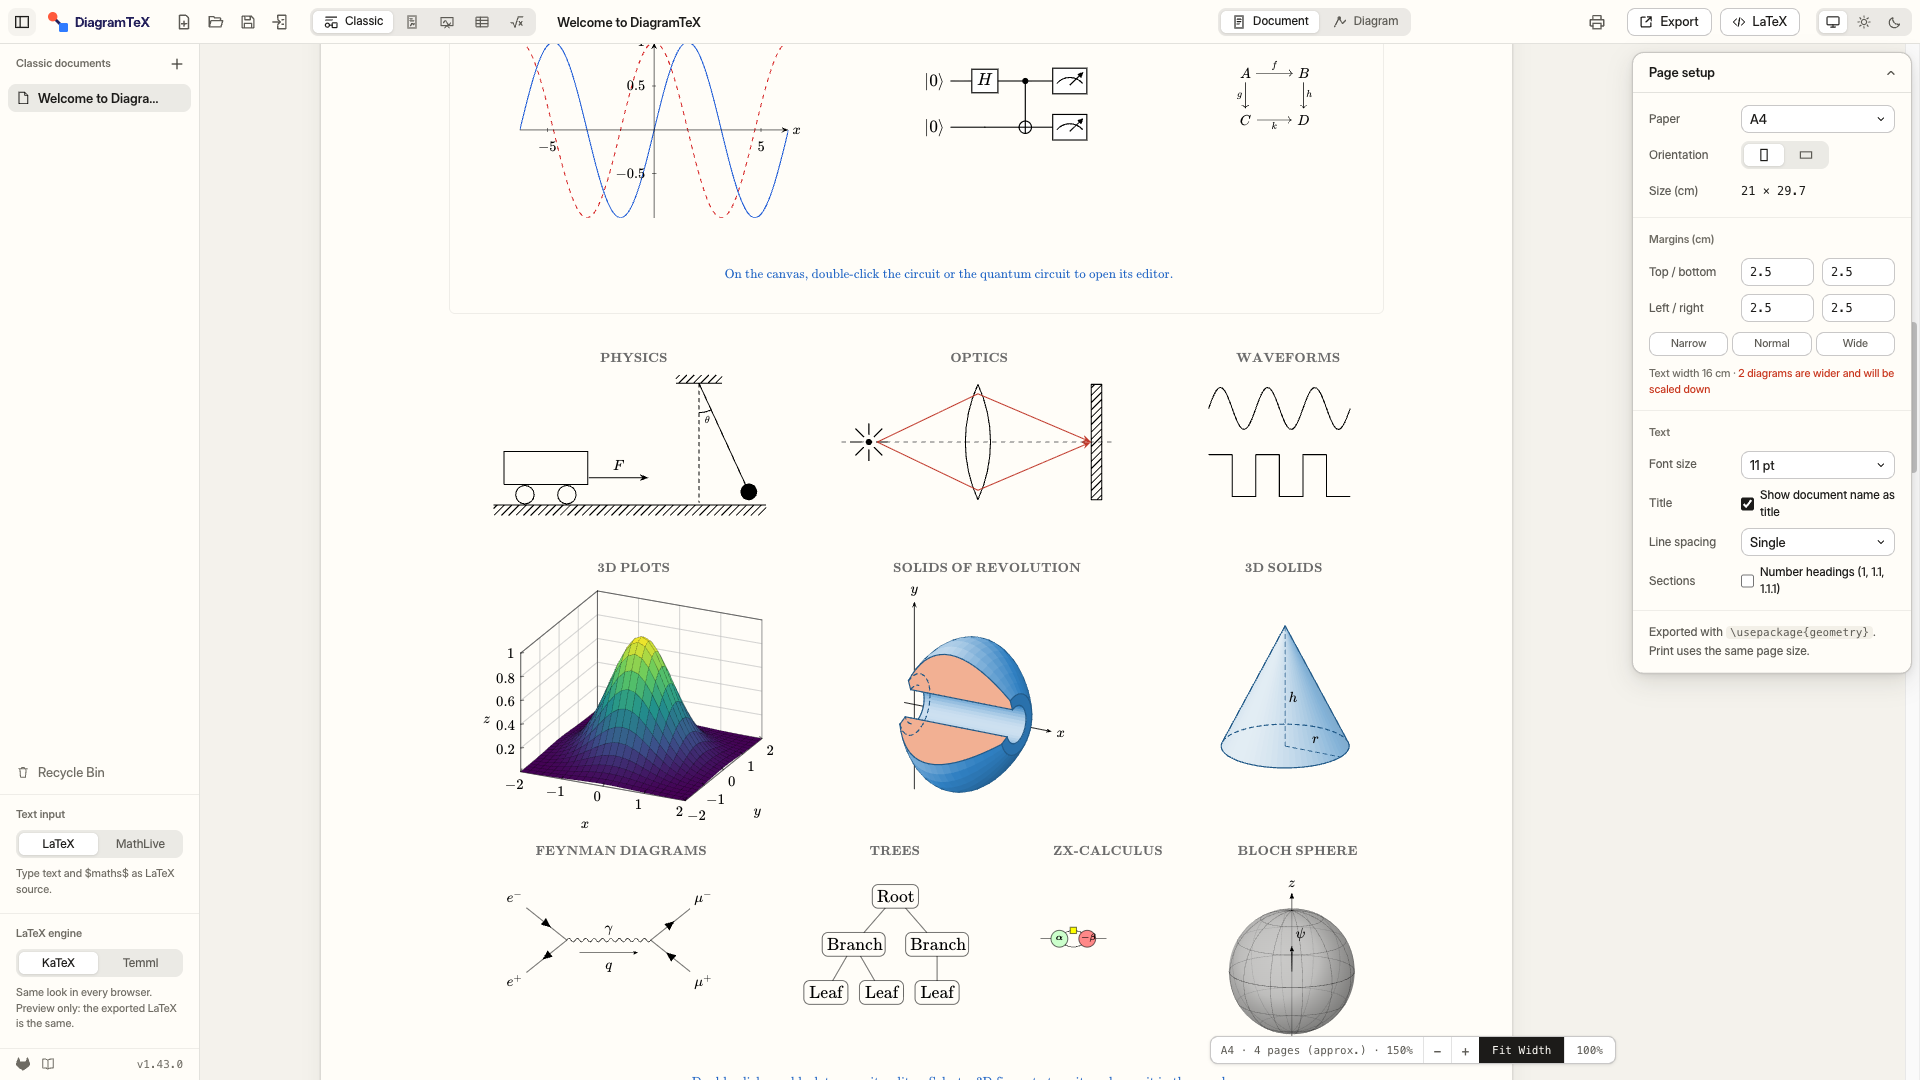 DiagramTeX
Classic
Welcome to DiagramTeX
Document
Diagram
Export
LaTeX
Classic documents
Welcome to Diagra...
Recycle Bin
Text input
LaTeX
MathLive
Type text and $maths$ as LaTeX
source.
LaTeX engine
KaTeX
Temml
Same look in every browser.
Preview only: the exported LaTeX
is the same.
v1.43.0
0.5
−5
5
x
−0.5
|0⟩
H
|0⟩
A
f
B
g
h
C
k
D
On the canvas, double-click the circuit or the quantum circuit to open its editor.
PHYSICS
OPTICS
WAVEFORMS
θ
F
3D PLOTS
SOLIDS OF REVOLUTION
3D SOLIDS
1
0.8
0.6
z
0.4
0.2
−2
−1
0
1
2
x
−2
−1
0
1
2
y
y
x
h
r
FEYNMAN DIAGRAMS
TREES
ZX-CALCULUS
BLOCH SPHERE
e⁻
μ⁻
γ
q
e⁺
μ⁺
Root
Branch
Branch
Leaf
Leaf
Leaf
α
−β
z
ψ
Page setup
Paper
A4
Orientation
Size (cm)
21 × 29.7
Margins (cm)
Top / bottom
2.5
2.5
Left / right
2.5
2.5
Narrow
Normal
Wide
Text width 16 cm · 2 diagrams are wider and will be
scaled down
Text
Font size
11 pt
Title
Show document name as
title
Line spacing
Single
Sections
Number headings (1, 1.1,
1.1.1)
Exported with \usepackage{geometry}.
Print uses the same page size.
A4 · 4 pages (approx.) · 150%
−
+
Fit Width
100%